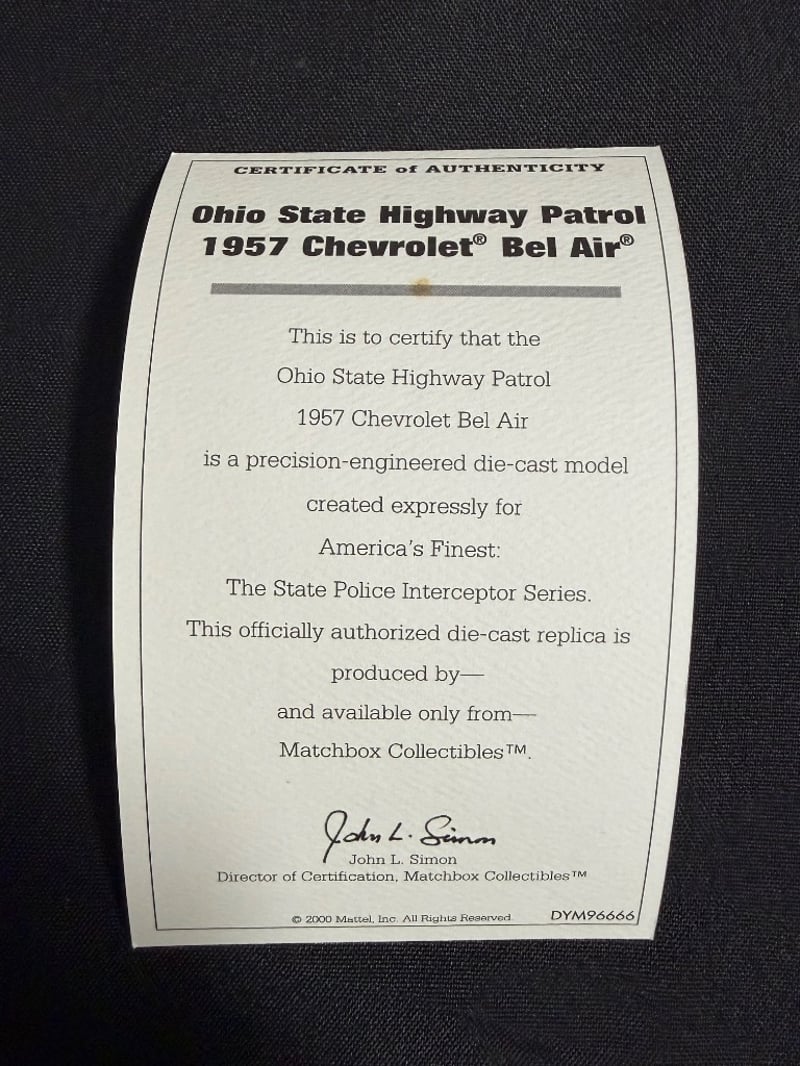 CERTIFICATE of AUTHENTICITY
Ohio State Highway Patrol
1957 Chevrolet® Bel Air®
This is to certify that the
Ohio State Highway Patrol
1957 Chevrolet Bel Air
is a precision-engineered die-cast model
created expressly for
America's Finest:
The State Police Interceptor Series.
This officially authorized die-cast replica is
produced by—
and available only from—
Matchbox Collectibles™.
John L. Simon
John L. Simon
Director of Certification, Matchbox Collectibles™
© 2000 Mattel, Inc. All Rights Reserved. DYM96666